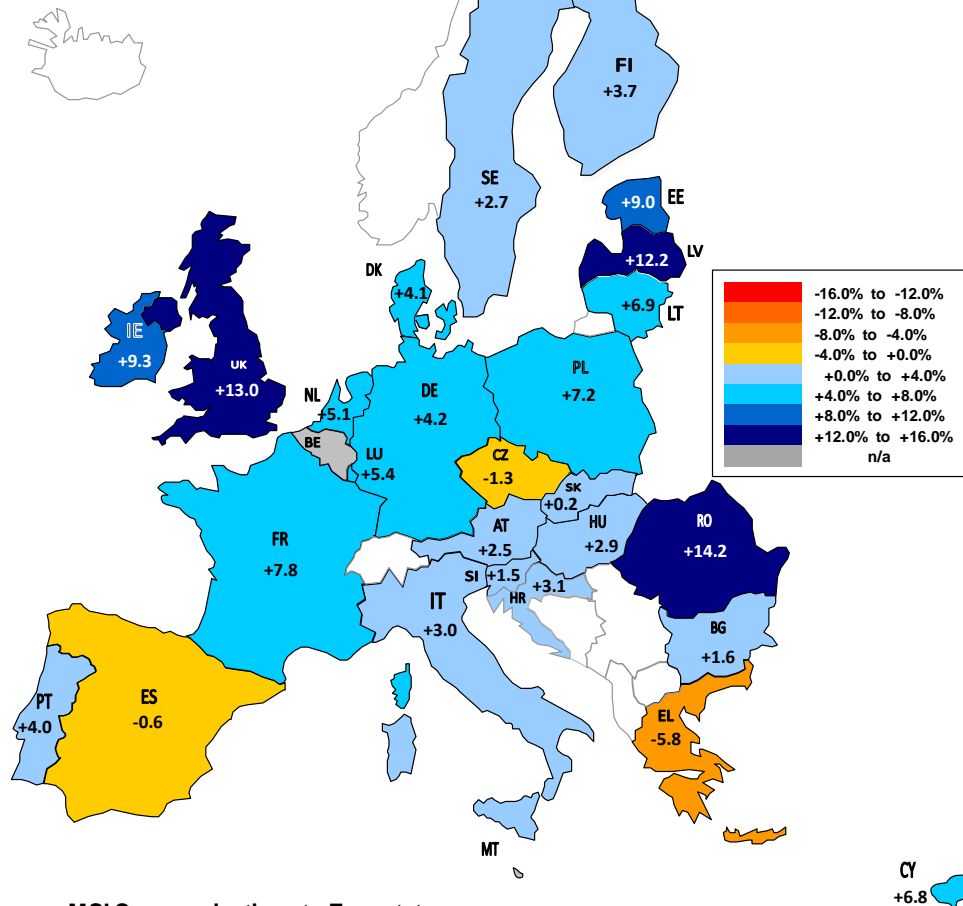 FI
+3.7
SE
+2.7
+9.0 EE
+12.2 LV
+6.9 LT
DK
+4.1
IE
+9.3
UK
+13.0
NL
+5.1
BE
LU
+5.4
DE
+4.2
PL
+7.2
CZ
-1.3
SK
+0.2
FR
+7.8
AT
+2.5
HU
+2.9
RO
+14.2
SI +1.5
HR
+3.1
IT
+3.0
BG
+1.6
PT
+4.0
ES
-0.6
EL
-5.8
MT
CY
+6.8
-16.0% to -12.0%
-12.0% to -8.0%
-8.0% to -4.0%
-4.0% to +0.0%
+0.0% to +4.0%
+4.0% to +8.0%
+8.0% to +12.0%
+12.0% to +16.0%
n/a